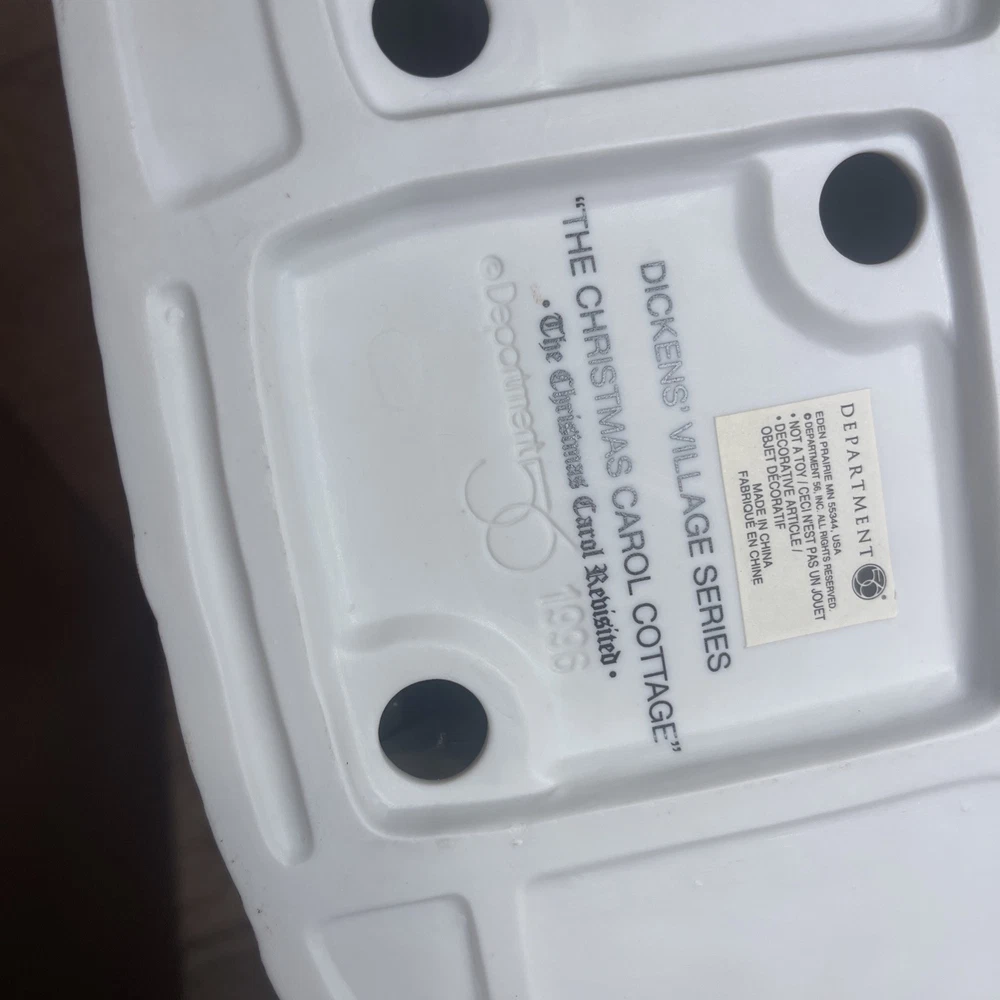 DICKENS' VILLAGE SERIES
“THE CHRISTMAS CAROL COTTAGE”
• The Christmas Carol Revisited •
©Department 56 1996
DEPARTMENT 56®
EDEN PRAIRIE MN 55344, USA
© DEPARTMENT 56, INC. ALL RIGHTS RESERVED.
• NOT A TOY / CECI N'EST PAS UN JOUET
• DECORATIVE ARTICLE /
OBJET DÉCORATIF
MADE IN CHINA
FABRIQUÉ EN CHINE